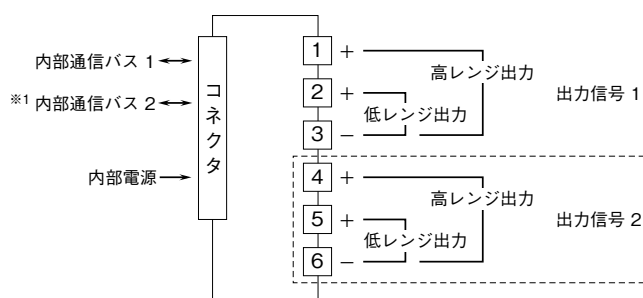 内部通信バス 1
※1 内部通信バス 2
内部電源
コネクタ
1 +
高レンジ出力
2 +
低レンジ出力
3 −
出力信号 1
4 +
高レンジ出力
5 +
低レンジ出力
6 −
出力信号 2